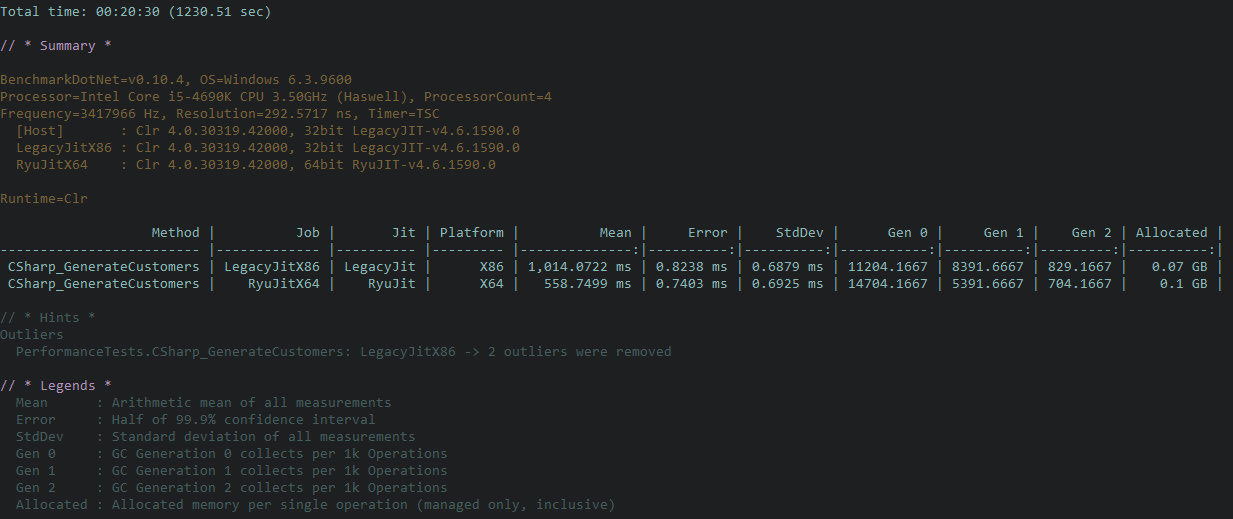 Total time: 00:20:30 (1230.51 sec)
// * Summary *
BenchmarkDotNet=v0.10.4, OS=Windows 6.3.9600
Processor=Intel Core i5-4690K CPU 3.50GHz (Haswell), ProcessorCount=4
Frequency=3417966 Hz, Resolution=292.5717 ns, Timer=TSC
  [Host]      : Clr 4.0.30319.42000, 32bit LegacyJIT-v4.6.1590.0
  LegacyJitX86 : Clr 4.0.30319.42000, 32bit LegacyJIT-v4.6.1590.0
  RyuJitX64    : Clr 4.0.30319.42000, 64bit RyuJIT-v4.6.1590.0
Runtime=Clr
                   Method |          Job |       Jit | Platform |          Mean |     Error |    StdDev |      Gen 0 |     Gen 1 |    Gen 2 | Allocated |
------------------------- |------------- |---------- |--------- |--------------:|----------:|----------:|-----------:|----------:|---------:|----------:|
 CSharp_GenerateCustomers | LegacyJitX86 | LegacyJit |      X86 | 1,014.0722 ms | 0.8238 ms | 0.6879 ms | 11204.1667 | 8391.6667 | 829.1667 |   0.07 GB |
 CSharp_GenerateCustomers |    RyuJitX64 |    RyuJit |      X64 |   558.7499 ms | 0.7403 ms | 0.6925 ms | 14704.1667 | 5391.6667 | 704.1667 |    0.1 GB |
// * Hints *
Outliers
  PerformanceTests.CSharp_GenerateCustomers: LegacyJitX86 -> 2 outliers were removed
// * Legends *
  Mean      : Arithmetic mean of all measurements
  Error     : Half of 99.9% confidence interval
  StdDev    : Standard deviation of all measurements
  Gen 0     : GC Generation 0 collects per 1k Operations
  Gen 1     : GC Generation 1 collects per 1k Operations
  Gen 2     : GC Generation 2 collects per 1k Operations
  Allocated : Allocated memory per single operation (managed only, inclusive)